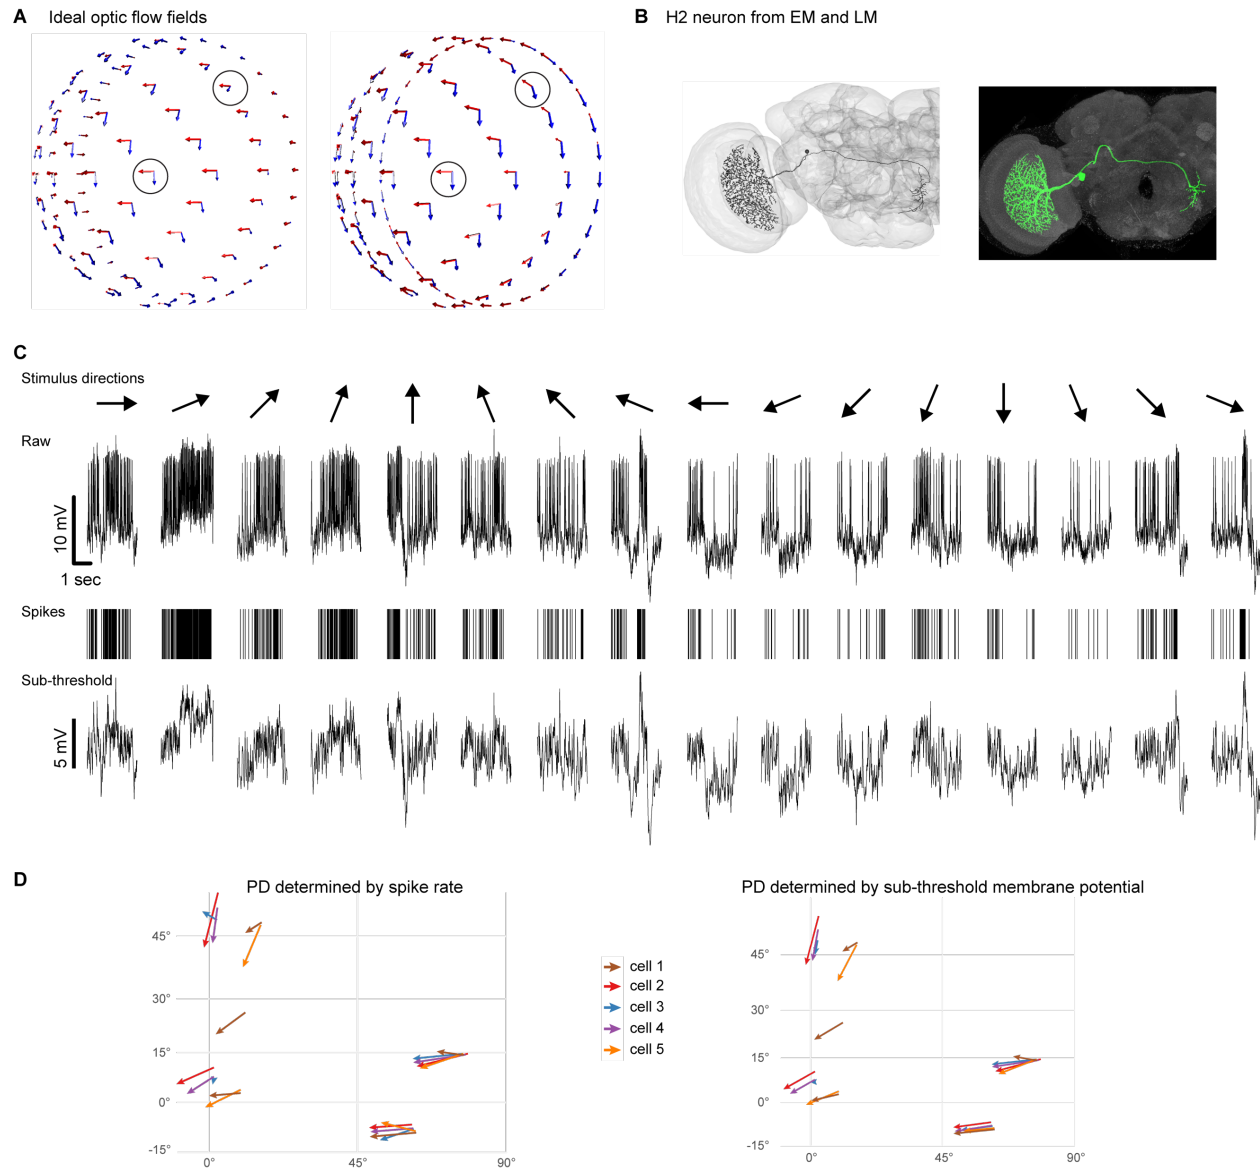 A Ideal optic flow fields
B H2 neuron from EM and LM
C
Stimulus directions
Raw
10 mV
1 sec
Spikes
Sub-threshold
5 mV
D
PD determined by spike rate
45°
30°
15°
0°
-15°
0° 45° 90°
cell 1
cell 2
cell 3
cell 4
cell 5
PD determined by sub-threshold membrane potential
45°
30°
15°
0°
-15°
0° 45° 90°